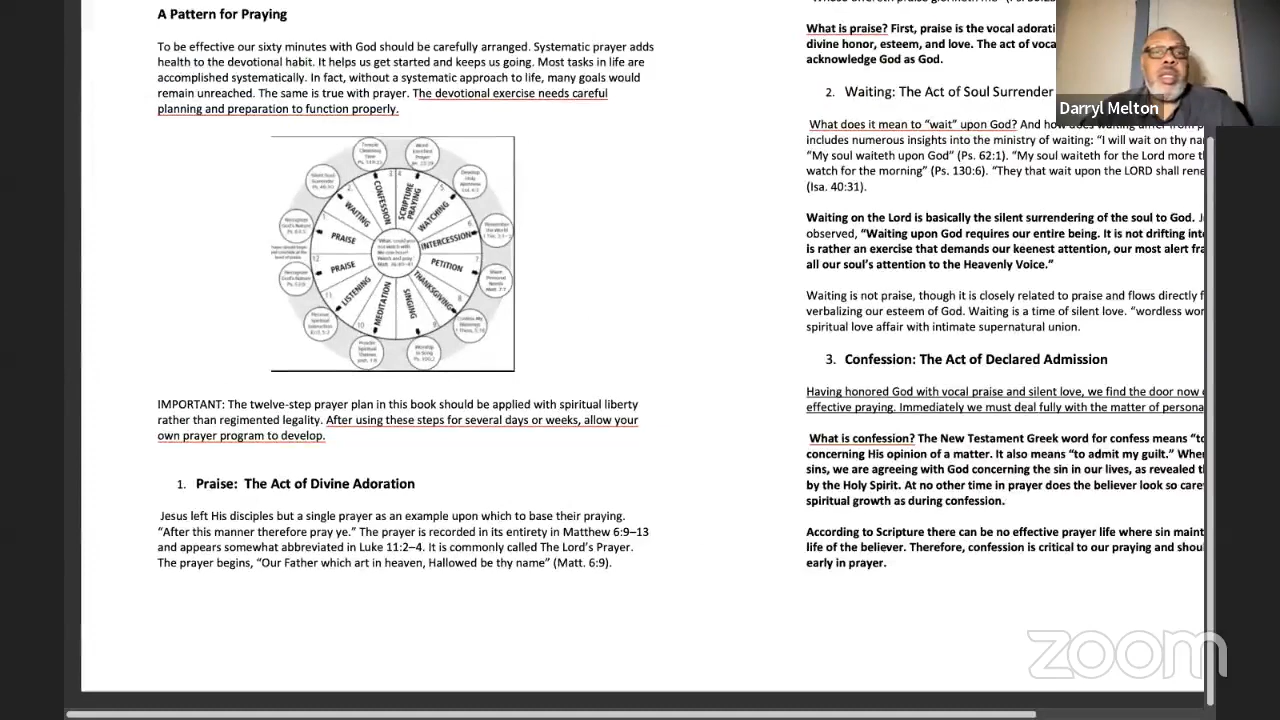 A Pattern for Praying
To be effective our sixty minutes with God should be carefully arranged. Systematic prayer adds
health to the devotional habit. It helps us get started and keeps us going. Most tasks in life are
accomplished systematically. In fact, without a systematic approach to life, many goals would
remain unreached. The same is true with prayer. The devotional exercise needs careful
planning and preparation to function properly.
PRAISE
WAITING
CONFESSION
SCRIPTURE
PRAYING
WATCHING
INTERCESSION
PETITION
THANKSGIVING
SINGING
MEDITATION
LISTENING
PRAISE
IMPORTANT: The twelve-step prayer plan in this book should be applied with spiritual liberty
rather than regimented legality. After using these steps for several days or weeks, allow your
own prayer program to develop.
1. Praise: The Act of Divine Adoration
Jesus left His disciples but a single prayer as an example upon which to base their praying.
“After this manner therefore pray ye.” The prayer is recorded in its entirety in Matthew 6:9–13
and appears somewhat abbreviated in Luke 11:2–4. It is commonly called The Lord’s Prayer.
The prayer begins, “Our Father which art in heaven, Hallowed be thy name” (Matt. 6:9).
What is praise? First, praise is the vocal
divine honor, esteem, and love. The act of
acknowledge God as God.
2. Waiting: The Act of Soul Surrender
What does it mean to “wait” upon God? And
includes numerous insights into the ministry of waiting: “I will wait on thy
“My soul waiteth upon God” (Ps. 62:1). “My soul waiteth for the Lord more
watch for the morning” (Ps. 130:6). “They that wait upon the LORD shall
(Isa. 40:31).
Waiting on the Lord is basically the silent surrendering of the soul to God.
observed, “Waiting upon God requires our entire being. It is not drifting
is rather an exercise that demands our keenest attention, our most alert
all our soul’s attention to the Heavenly Voice.”
Waiting is not praise, though it is closely related to praise and flows directly
verbalizing our esteem of God. Waiting is a time of silent love. “wordless
spiritual love affair with intimate supernatural union.
3. Confession: The Act of Declared Admission
Having honored God with vocal praise and silent love, we find the door now
effective praying. Immediately we must deal fully with the matter of
What is confession? The New Testament Greek word for confess means
concerning His opinion of a matter. It also means “to admit my guilt.”
sins, we are agreeing with God concerning the sin in our lives, as revealed
by the Holy Spirit. At no other time in prayer does the believer look so
spiritual growth as during confession.
According to Scripture there can be no effective prayer life where sin
life of the believer. Therefore, confession is critical to our praying and
early in prayer.
Darryl Melton
zoom